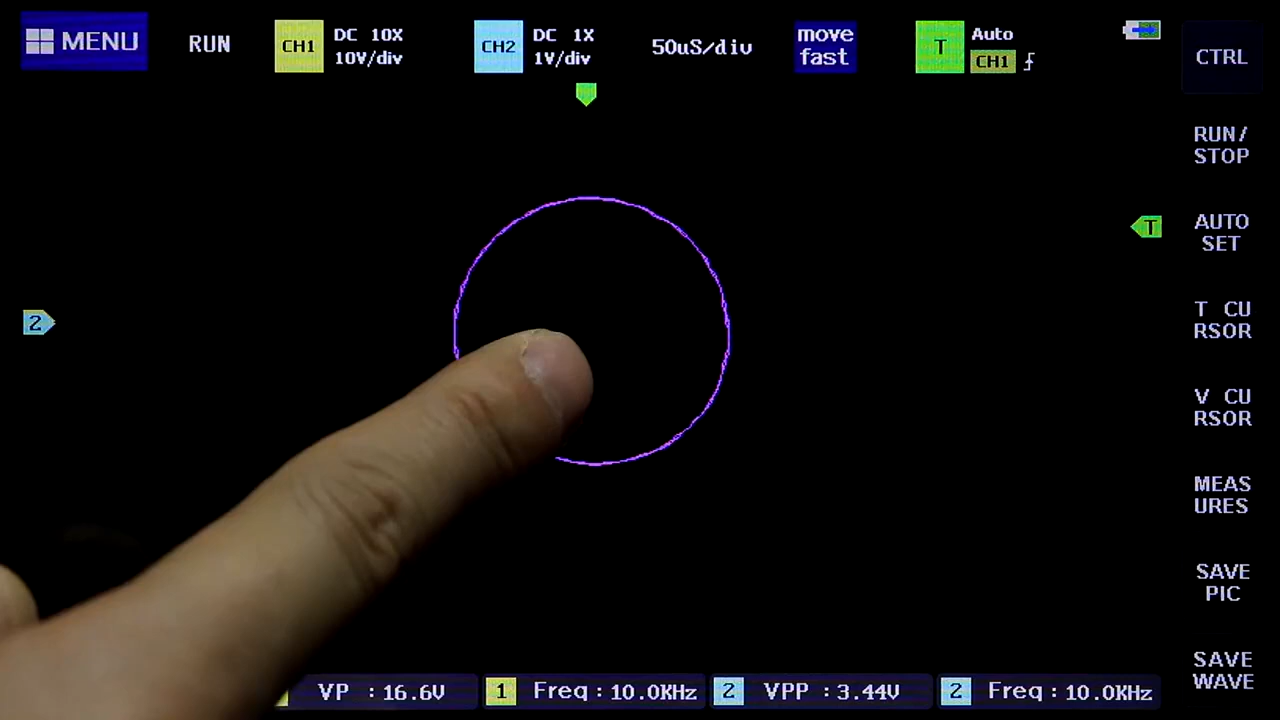 MENU
RUN
CH1
DC 10X
10V/div
CH2
DC 1X
1V/div
50uS/div
move
fast
T
Auto
CH1
CTRL
RUN/
STOP
T
AUTO
SET
2
T CU
RSOR
V CU
RSOR
MEAS
URES
SAVE
PIC
SAVE
WAVE
VP :16.6V
1 Freq:10.0KHz
2 VPP :3.44V
2 Freq:10.0KHz